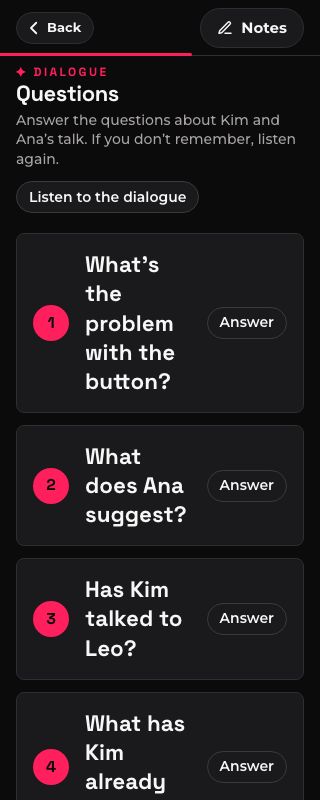 Back
Notes
DIALOGUE
Questions
Answer the questions about Kim and
Ana’s talk. If you don’t remember, listen
again.
Listen to the dialogue
1
What’s
the
problem
with the
button?
Answer
2
What
does Ana
suggest?
Answer
3
Has Kim
talked to
Leo?
Answer
4
What has
Kim
already
Answer